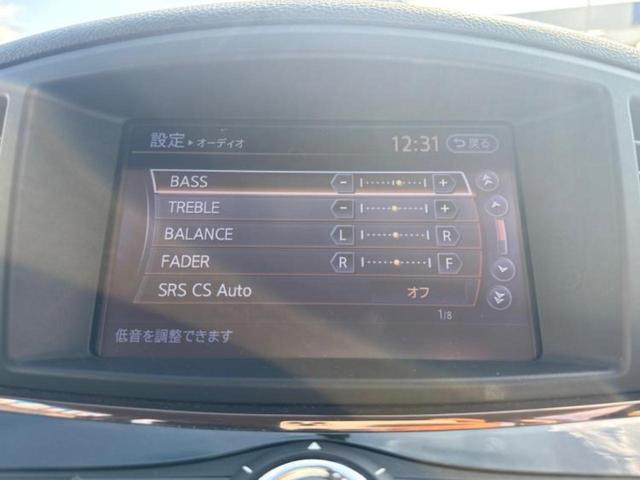 設定 ▸ オーディオ 12:31 戻る
BASS - +
TREBLE - +
BALANCE L R
FADER R F
SRS CS Auto オフ
1/8
低音を調整できます